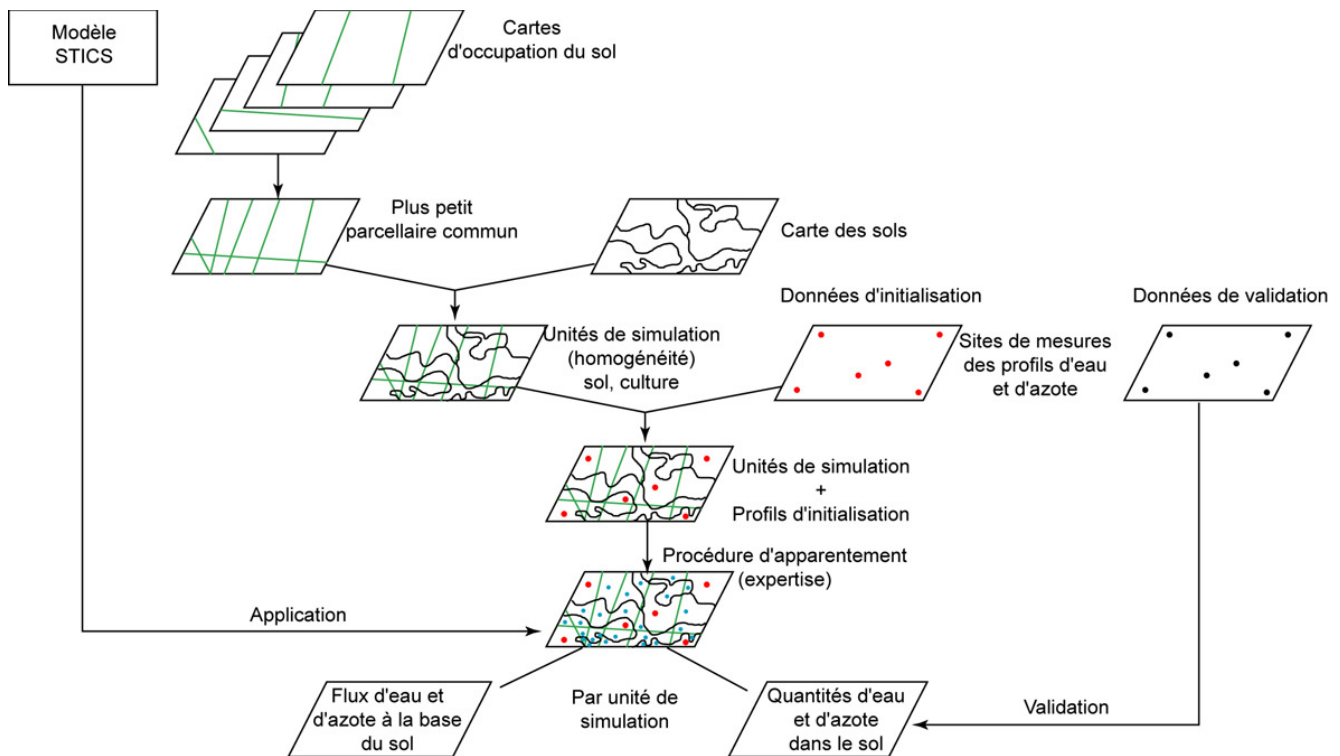 Modèle
STICS
Cartes
d'occupation du sol
Plus petit
parcellaire commun
Carte des sols
Données d'initialisation
Données de validation
Unités de simulation
(homogénéité)
sol, culture
Sites de mesures
des profils d'eau
et d'azote
Unités de simulation
+
Profils d'initialisation
Procédure d'apparentement
(expertise)
Application
Flux d'eau et
d'azote à la base
du sol
Par unité de
simulation
Quantités d'eau
et d'azote
dans le sol
Validation